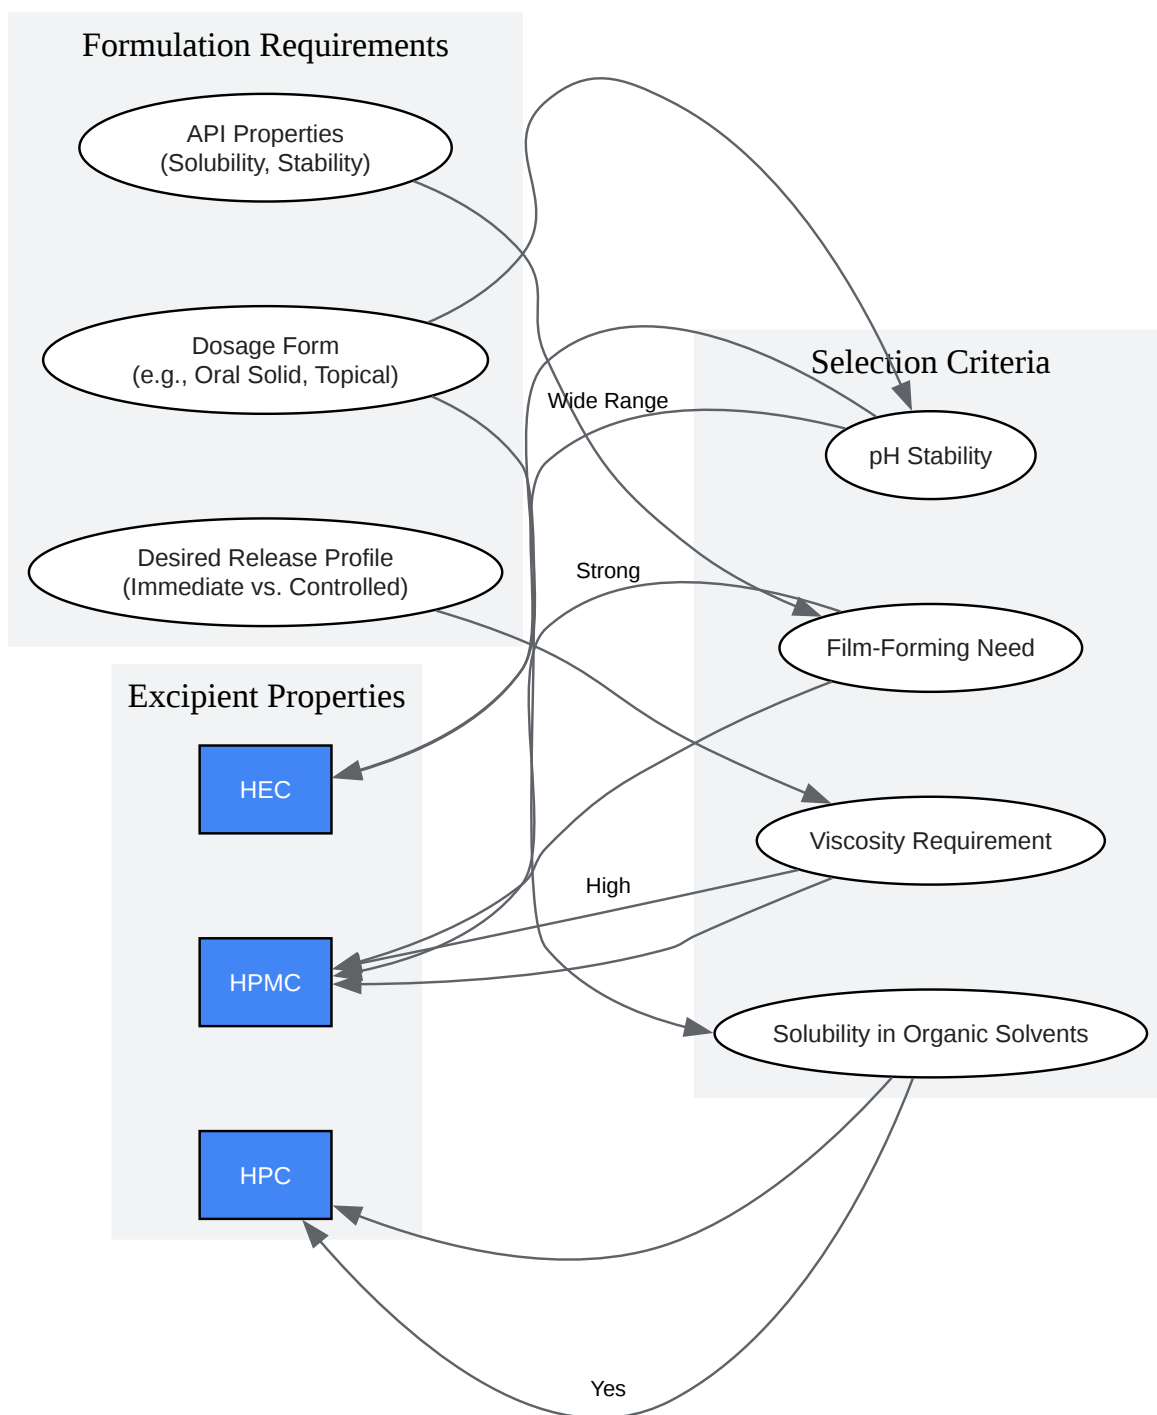 Formulation Requirements
API Properties
(Solubility, Stability)
Dosage Form
(e.g., Oral Solid, Topical)
Desired Release Profile
(Immediate vs. Controlled)
Selection Criteria
pH Stability
Film-Forming Need
Viscosity Requirement
Solubility in Organic Solvents
Wide Range
Strong
High
Yes
Excipient Properties
HEC
HPMC
HPC